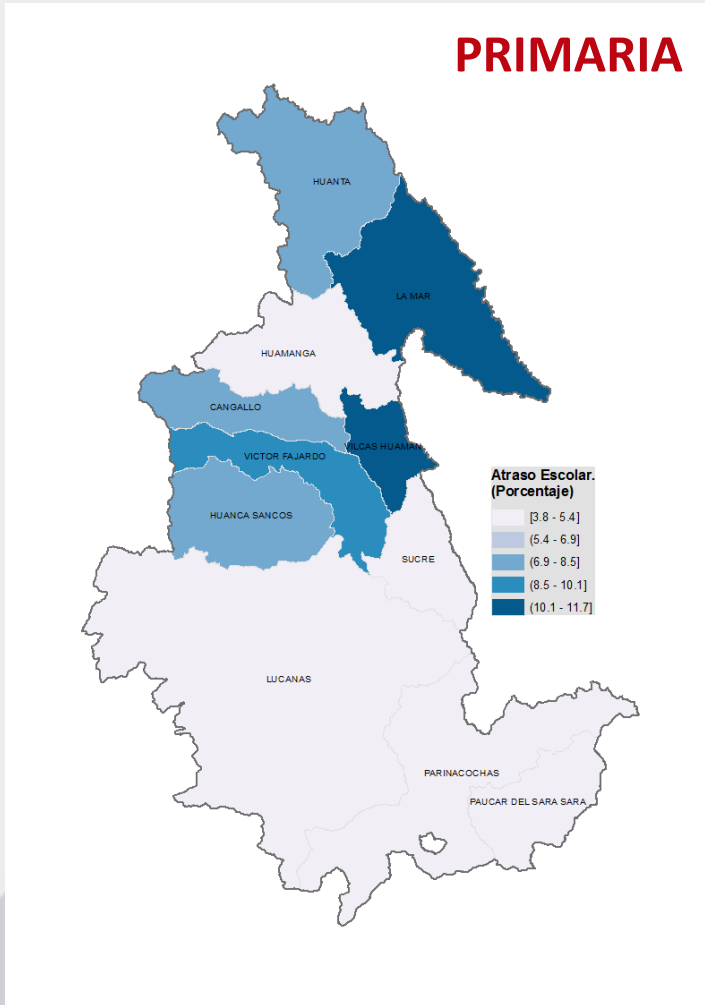 PRIMARIA
HUANTA
LA MAR
HUAMANGA
CANGALLO
VILCAS HUAMAN
VICTOR FAJARDO
HUANCA SANCOS
SUCRE
Atraso Escolar.
(Porcentaje)
[3.8 - 5.4]
(5.4 - 6.9]
(6.9 - 8.5]
(8.5 - 10.1]
(10.1 - 11.7]
LUCANAS
PARINACOCHAS
PAUCAR DEL SARA SARA